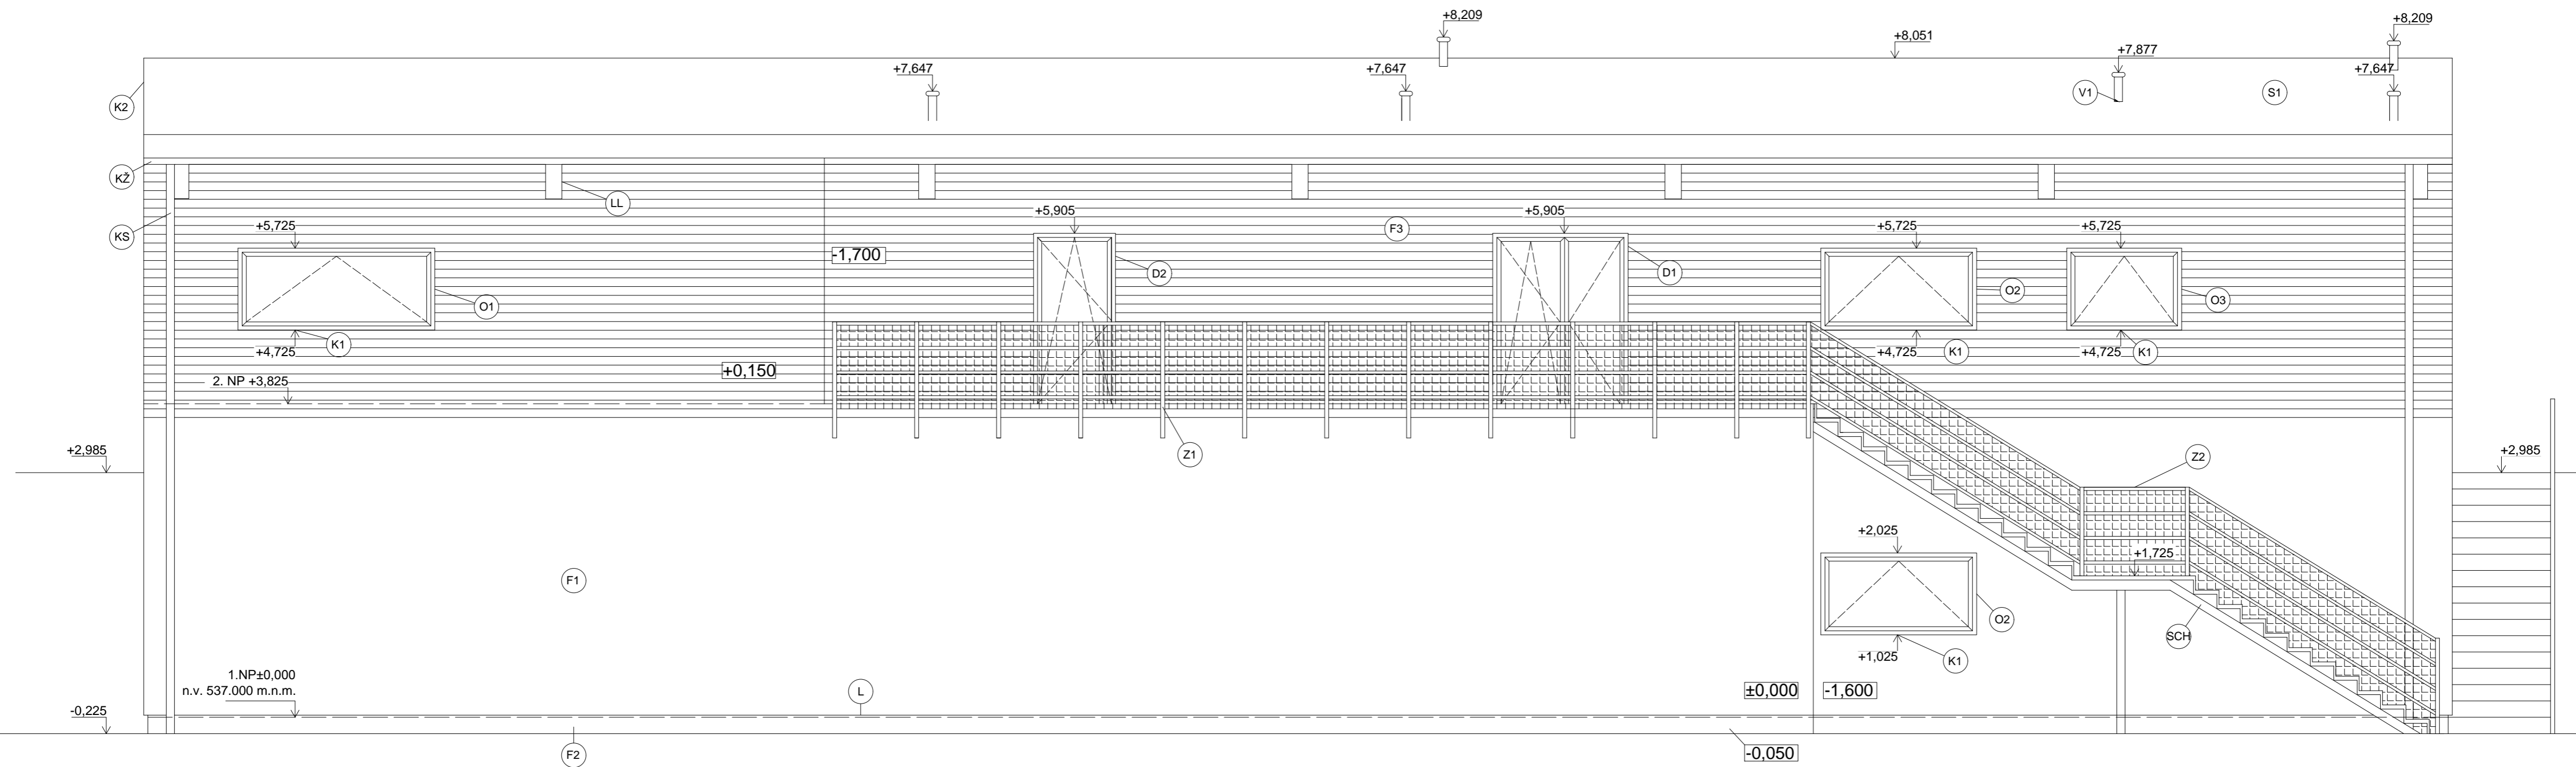 +8,209
+8,209
+8,051
+7,877
+7,647
+7,647
+7,647
K2
V1
S1
KŽ
LL
+5,905
+5,905
+5,725
F3
+5,725
+5,725
KS
-1,700
D2
D1
O2
O3
O1
K1
+4,725
+4,725
K1
+4,725
K1
+0,150
2. NP +3,825
+2,985
Z1
Z2
+2,985
+2,025
+1,725
F1
O2
SCH
+1,025
K1
1.NP±0,000
n.v. 537.000 m.n.m.
L
±0,000
-1,600
-0,225
F2
-0,050